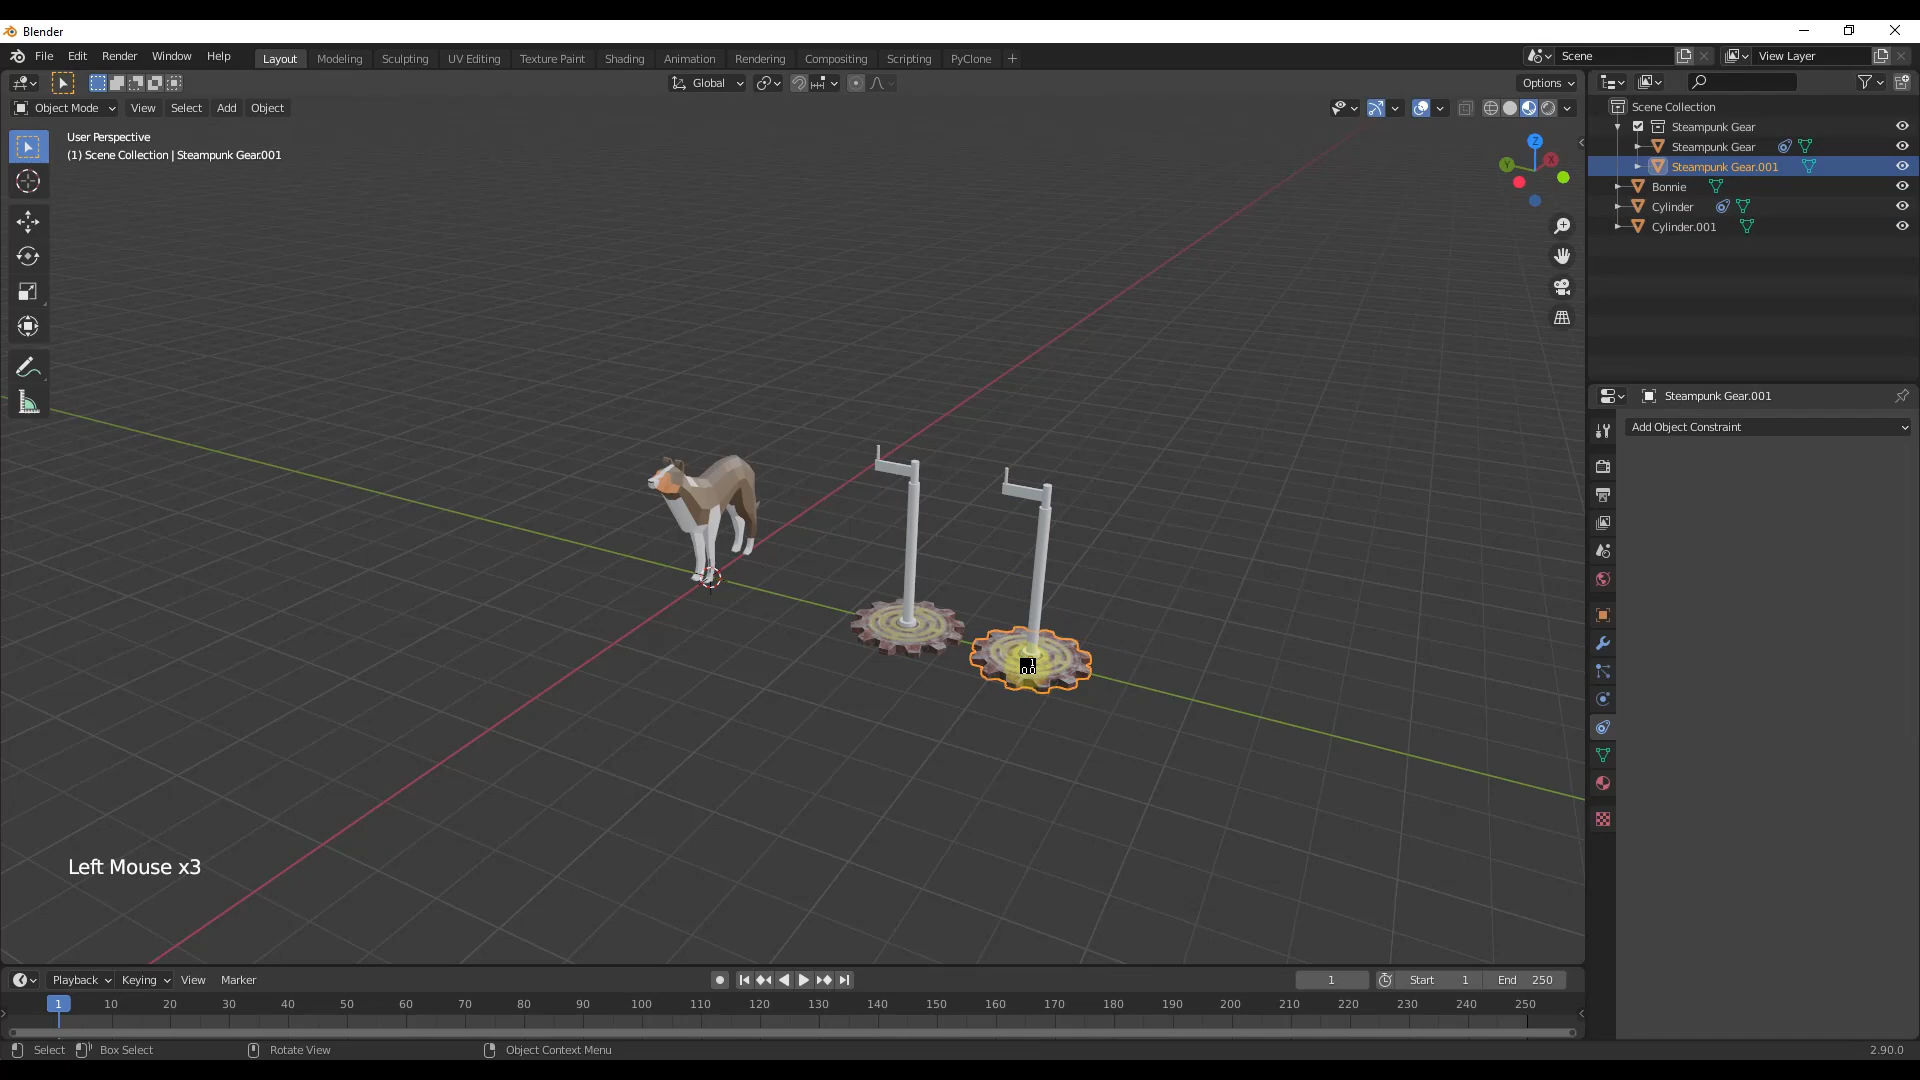 Blender
File Edit Render Window Help Layout Modeling Sculpting UV Editing Texture Paint Shading Animation Rendering Compositing Scripting PyClone + Scene View Layer
Global Options
Object Mode View Select Add Object
User Perspective
(1) Scene Collection | Steampunk Gear.001
Z
Y X
Scene Collection
Steampunk Gear
Steampunk Gear
Steampunk Gear.001
Bonnie
Cylinder
Cylinder.001
Steampunk Gear.001
Add Object Constraint
Left Mouse x3
Playback Keying View Marker 1 Start 1 End 250
1 10 20 30 40 50 60 70 80 90 100 110 120 130 140 150 160 170 180 190 200 210 220 230 240 250
Select Box Select Rotate View Object Context Menu 2.90.0